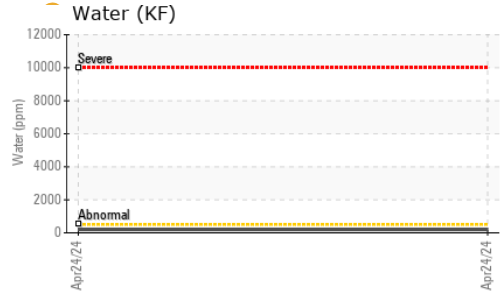 Water (KF)
12000
10000
8000
6000
4000
2000
0
Water (ppm)
Severe
Abnormal
Apr24/24
Apr24/24